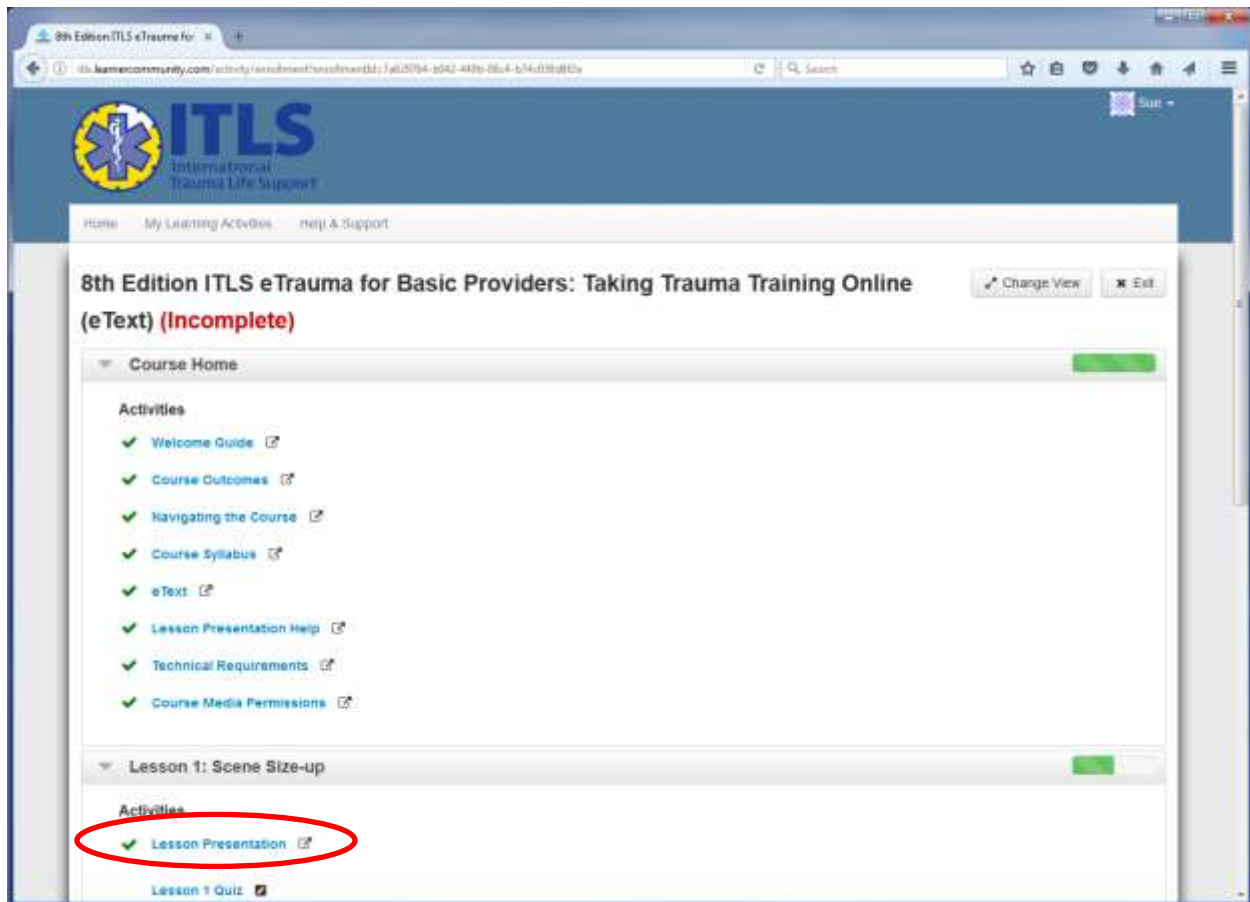 8th Edition ITLS eTrauma for
Search
Sue
ITLS
International
Trauma Life Support
Home My Learning Activities Help & Support
8th Edition ITLS eTrauma for Basic Providers: Taking Trauma Training Online
(eText) (Incomplete)
Change View
Exit
Course Home
Activities
Welcome Guide
Course Outcomes
Navigating the Course
Course Syllabus
eText
Lesson Presentation Help
Technical Requirements
Course Media Permissions
Lesson 1: Scene Size-up
Activities
Lesson Presentation
Lesson 1 Quiz